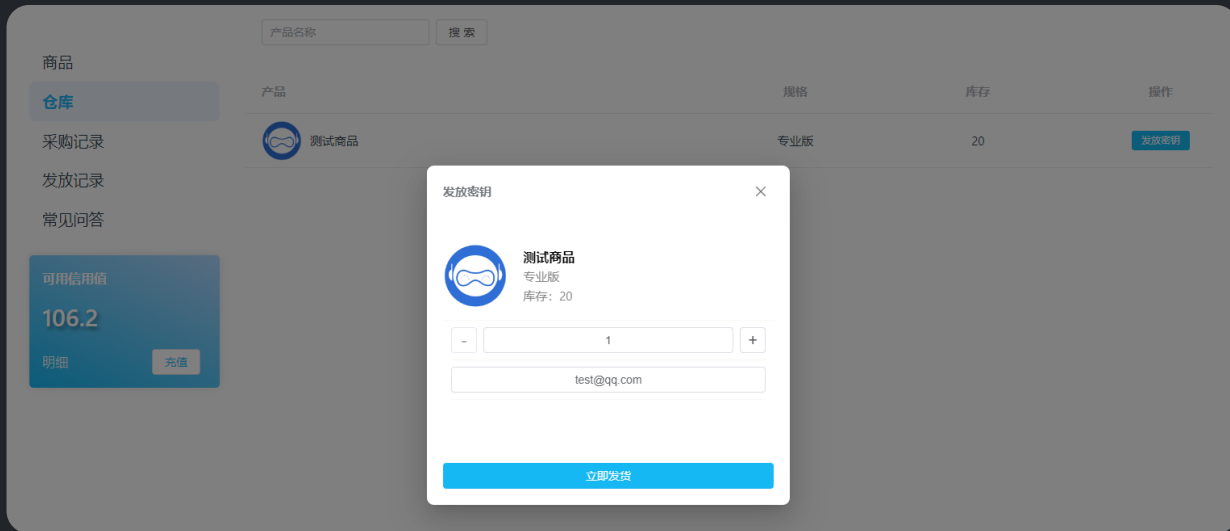 产品名称 搜 索
商品
仓库
采购记录
发放记录
常见问答
可用信用值
106.2
明细 充值
产品 规格 库存 操作
测试商品 专业版 20 发放密钥
发放密钥
测试商品
专业版
库存：20
- 1 +
test@qq.com
立即发货